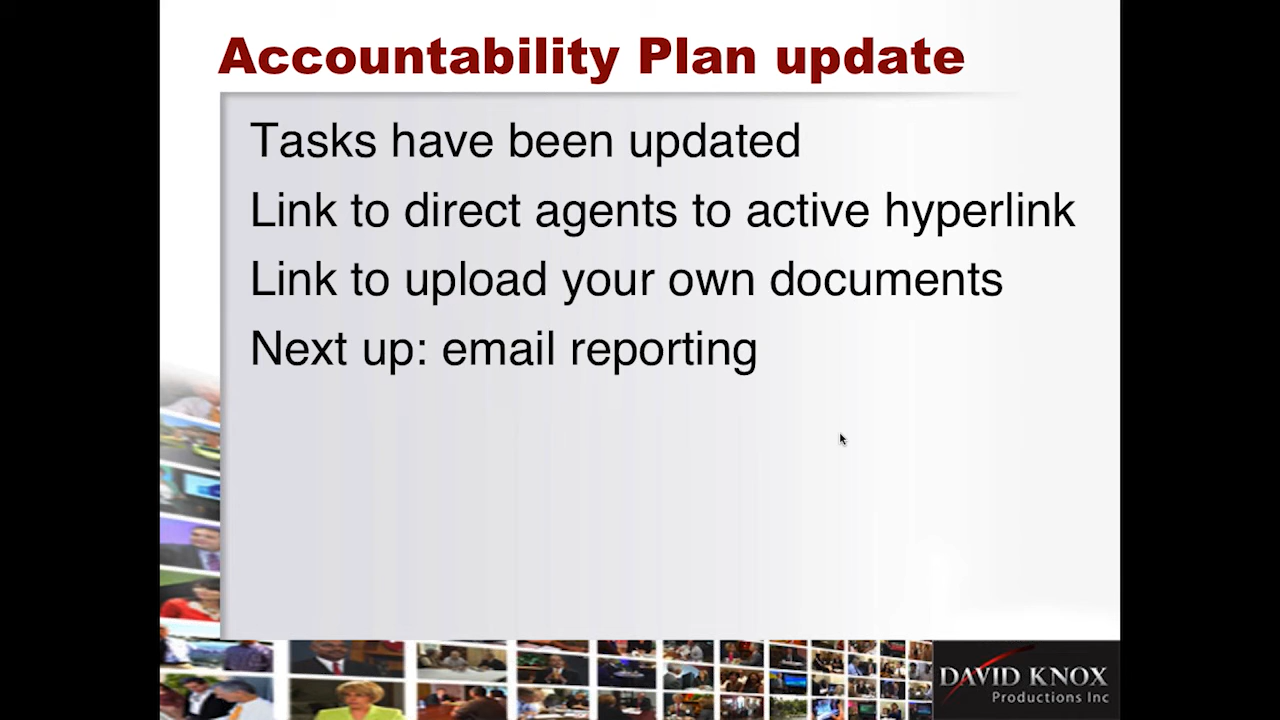 Accountability Plan update
Tasks have been updated
Link to direct agents to active hyperlink
Link to upload your own documents
Next up: email reporting
DAVID KNOX
Productions Inc